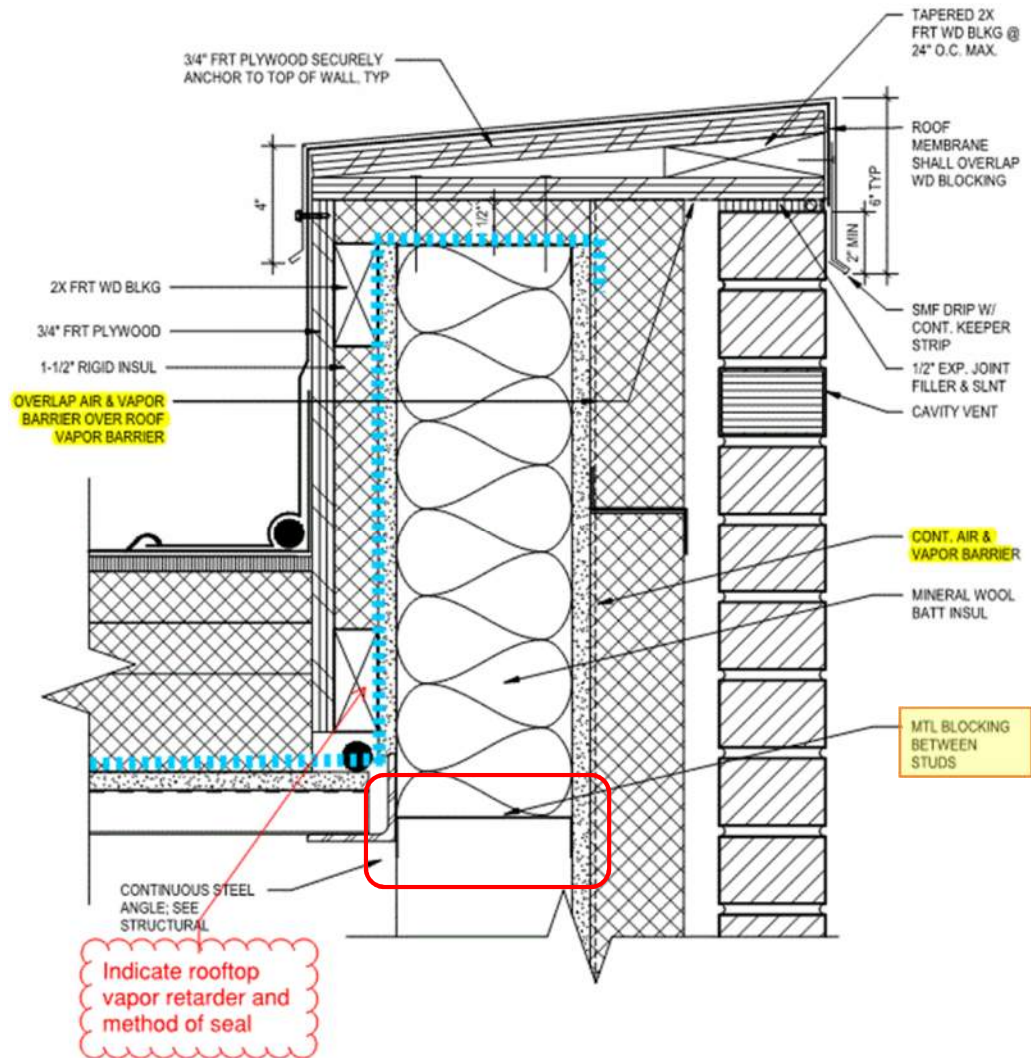 TAPERED 2X
FRT WD BLKG @
24" O.C. MAX.
3/4" FRT PLYWOOD SECURELY
ANCHOR TO TOP OF WALL, TYP
ROOF
MEMBRANE
SHALL OVERLAP
WD BLOCKING
4"
1/2"
6" TYP
2" MIN
2X FRT WD BLKG
3/4" FRT PLYWOOD
1-1/2" RIGID INSUL
OVERLAP AIR & VAPOR
BARRIER OVER ROOF
VAPOR BARRIER
SMF DRIP W/
CONT. KEEPER
STRIP
1/2" EXP. JOINT
FILLER & SLNT
CAVITY VENT
CONT. AIR &
VAPOR BARRIER
MINERAL WOOL
BATT INSUL
MTL BLOCKING
BETWEEN
STUDS
CONTINUOUS STEEL
ANGLE; SEE
STRUCTURAL
Indicate rooftop
vapor retarder and
method of seal